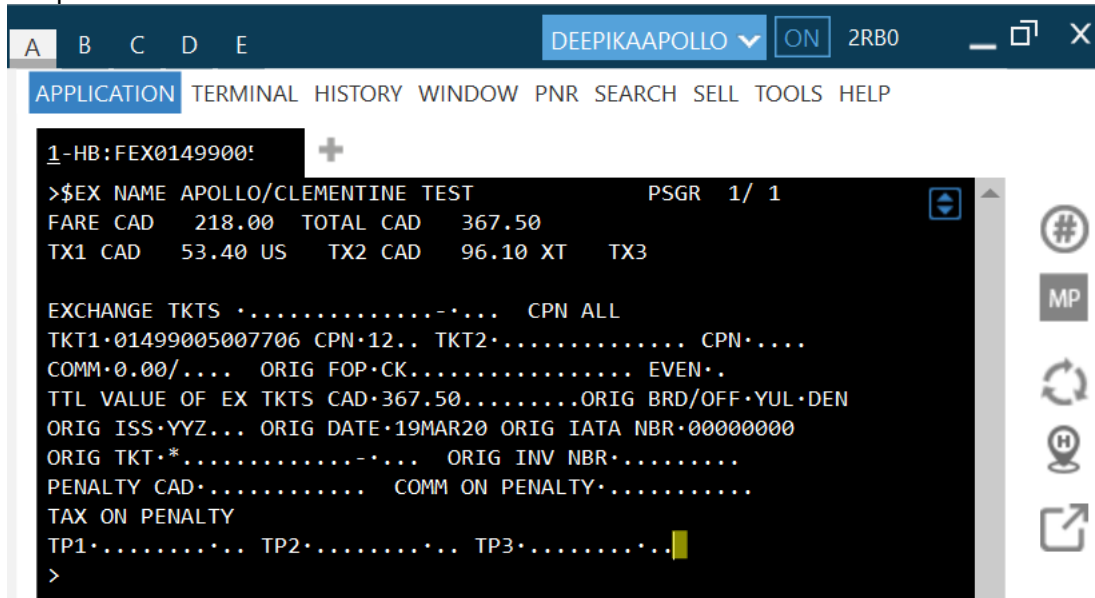 A B C D E DEEPIKAAPOLLO ON 2RB0
APPLICATION TERMINAL HISTORY WINDOW PNR SEARCH SELL TOOLS HELP
1-HB:FEX01499005
>$EX NAME APOLLO/CLEMENTINE TEST PSGR 1/ 1
FARE CAD 218.00 TOTAL CAD 367.50
TX1 CAD 53.40 US TX2 CAD 96.10 XT TX3
EXCHANGE TKTS ·..............-·... CPN ALL
TKT1·01499005007706 CPN·12.. TKT2·.............. CPN·....
COMM·0.00/.... ORIG FOP·CK................. EVEN·.
TTL VALUE OF EX TKTS CAD·367.50.........ORIG BRD/OFF·YUL·DEN
ORIG ISS·YYZ... ORIG DATE·19MAR20 ORIG IATA NBR·00000000
ORIG TKT·*.............-·... ORIG INV NBR·.........
PENALTY CAD·............ COMM ON PENALTY·...........
TAX ON PENALTY
TP1·........·.. TP2·........·.. TP3·........·..
>
#
MP
H